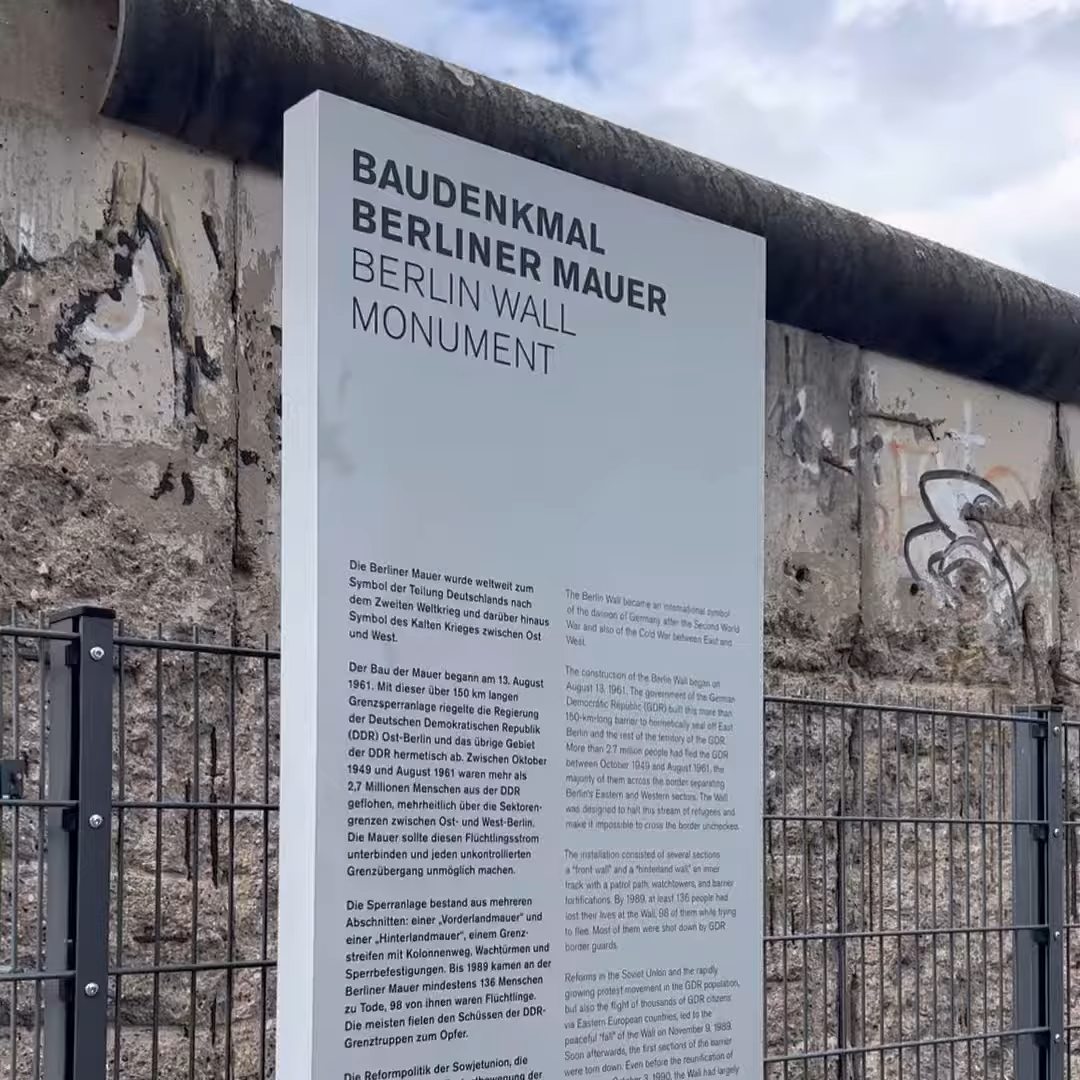 BAUDENKMAL
BERLINER MAUER
BERLIN WALL
MONUMENT
Die Berliner Mauer wurde weltweit zum
Symbol der Teilung Deutschlands nach
dem Zweiten Weltkrieg und darüber hinaus
Symbol des Kalten Krieges zwischen Ost
und West.
Der Bau der Mauer begann am 13. August
1961. Mit dieser über 150 km langen
Grenzsperranlage riegelte die Regierung
der Deutschen Demokratischen Republik
(DDR) Ost-Berlin und das übrige Gebiet
der DDR hermetisch ab. Zwischen Oktober
1949 und August 1961 waren mehr als
2,7 Millionen Menschen aus der DDR
geflohen, mehrheitlich über die Sektoren-
grenzen zwischen Ost- und West-Berlin.
Die Mauer sollte diesen Flüchtlingsstrom
unterbinden und jeden unkontrollierten
Grenzübergang unmöglich machen.
Die Sperranlage bestand aus mehreren
Abschnitten: einer „Vorderlandmauer“ und
einer „Hinterlandmauer“, einem Grenz-
streifen mit Kolonnenweg, Wachtürmen und
Sperrbefestigungen. Bis 1989 kamen an der
Berliner Mauer mindestens 136 Menschen
zu Tode, 98 von ihnen waren Flüchtlinge.
Die meisten fielen den Schüssen der DDR-
Grenztruppen zum Opfer.
Die Reformpolitik der Sowjetunion, die
der
The Berlin Wall became an international symbol
of the division of Germany after the Second World
War and also of the Cold War between East and
West.
The construction of the Berlin Wall began on
August 13, 1961. The government of the German
Democratic Republic (GDR) built this more than
150-km-long barrier to hermetically seal off East
Berlin and the rest of the territory of the GDR.
More than 2.7 million people had fled the GDR
between October 1949 and August 1961, the
majority of them across the border separating
Berlin's Eastern and Western sectors. The Wall
was designed to halt this stream of refugees and
make it impossible to cross the border unchecked.
The installation consisted of several sections
a "front wall" and a "hinterland wall," an inner
track with a patrol path, watchtowers, and barrier
fortifications. By 1989, at least 136 people had
lost their lives at the Wall, 98 of them while trying
to flee. Most of them were shot down by GDR
border guards.
Reforms in the Soviet Union and the rapidly
growing protest movement in the GDR population,
but also the flight of thousands of GDR citizens
via Eastern European countries, led to the
peaceful "fall" of the Wall on November 9, 1989.
Soon afterwards, the first sections of the barrier
were torn down. Even before the reunification of
October 3, 1990, the Wall had largely